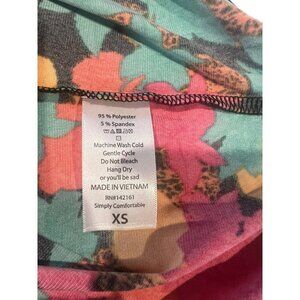 95 % Polyester
5 % Spandex
Machine Wash Cold
Gentle Cycle
Do Not Bleach
Hang Dry
or you'll be sad
MADE IN VIETNAM
RN#142161
Simply Comfortable
XS